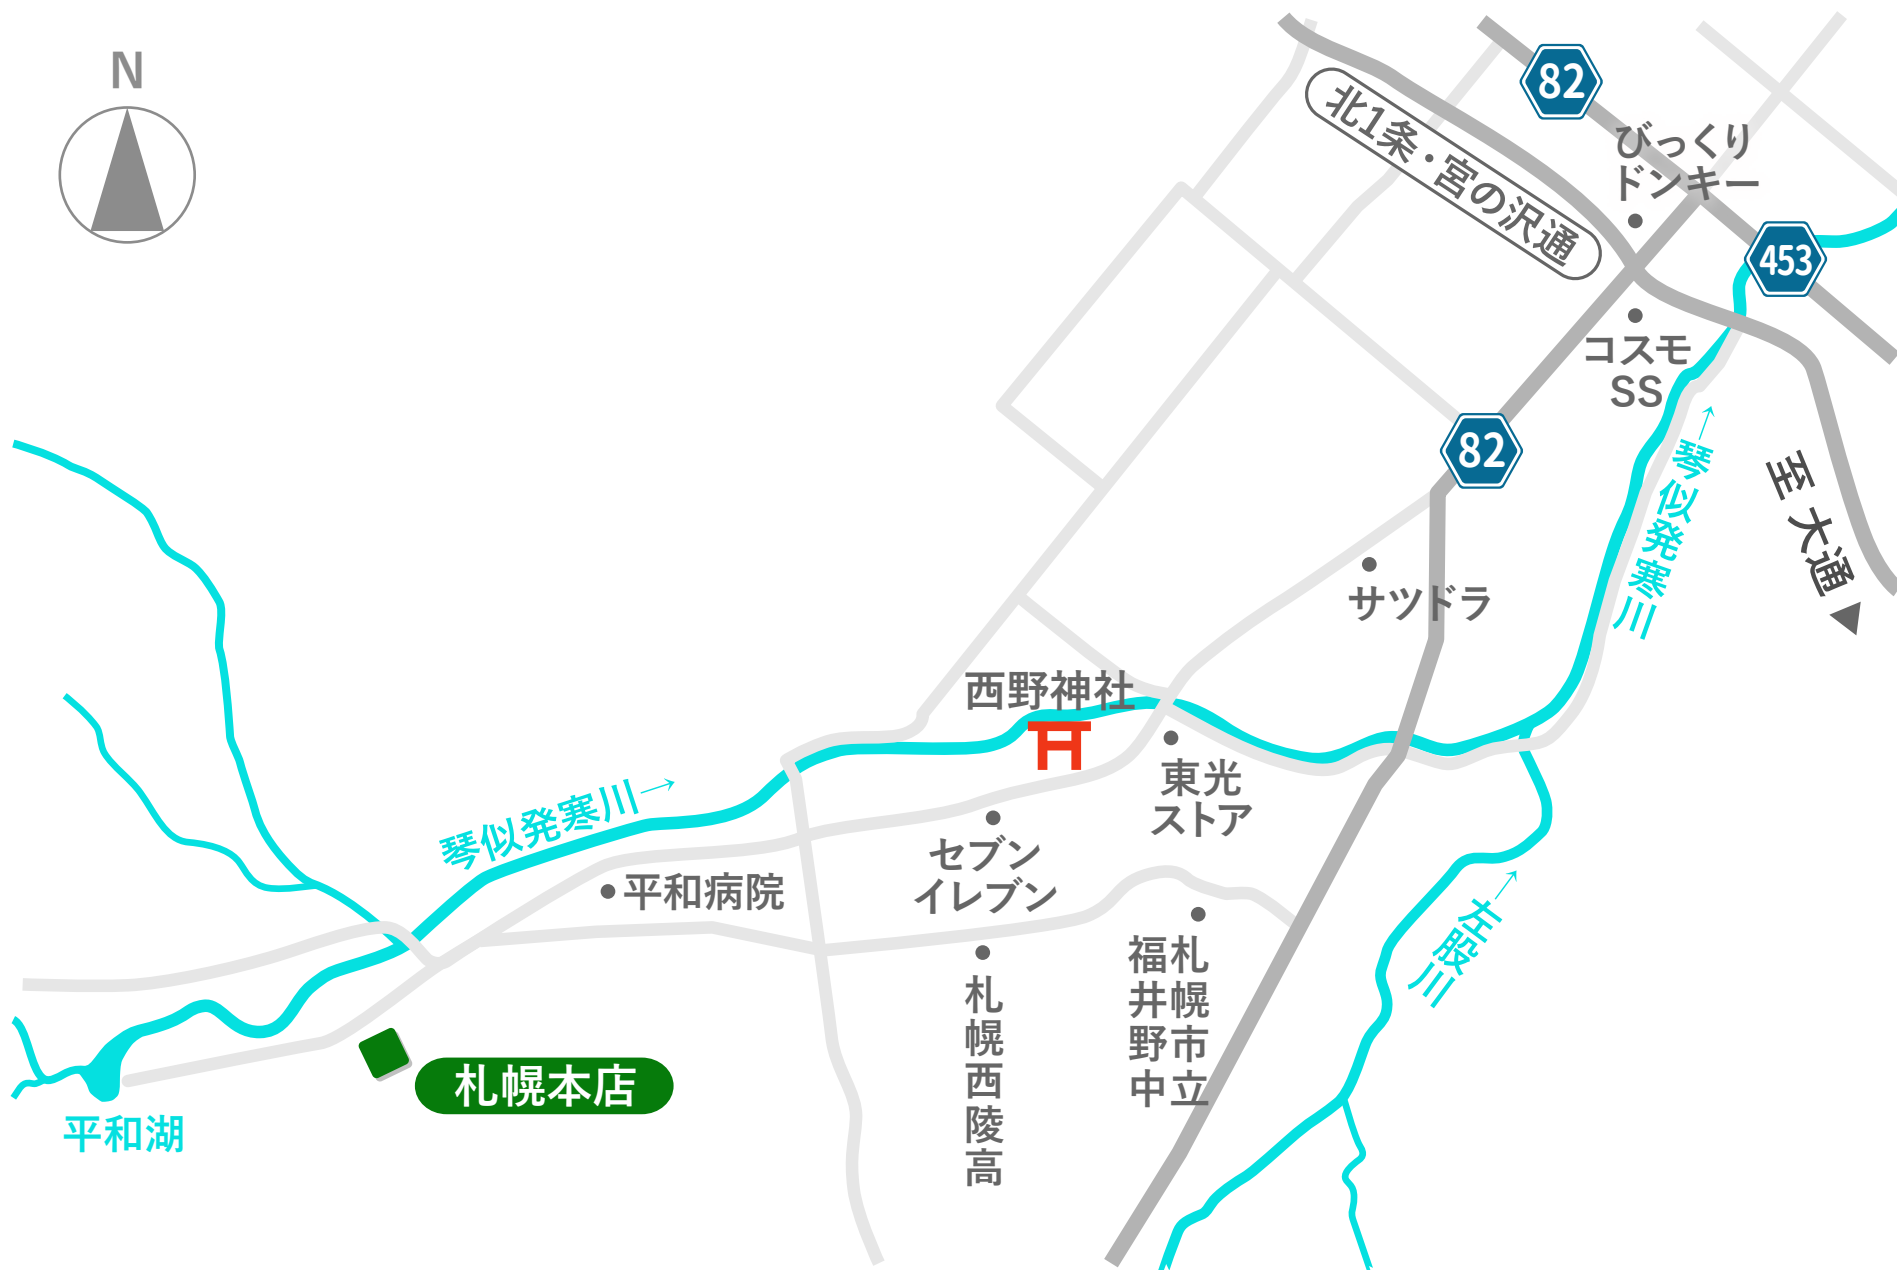 N
82
北1条・宮の沢通
びっくり
ドンキー
453
コスモ
SS
82
→琴似発寒川
至 大通▶
サツドラ
西野神社
東光
ストア
琴似発寒川→
セブン
イレブン
平和病院
→左股川
札幌市立
福井野中
札幌西陵高
札幌本店
平和湖